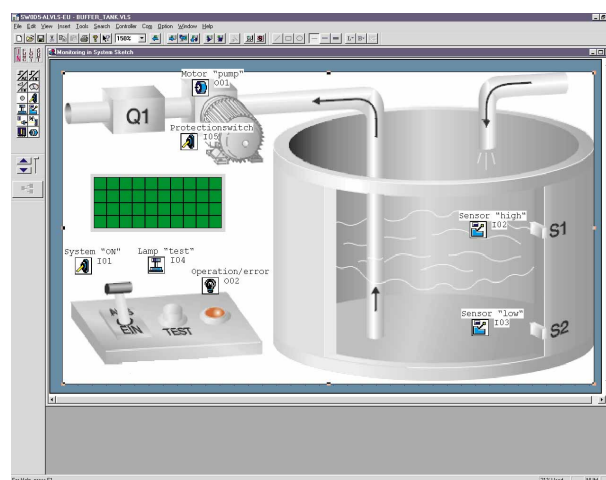 SW0D5-ALVLS-EU - BUFFER_TANK.VLS
File Edit View Insert Tools Search Controller Com Option Window Help
150%
Monitoring in System Sketch
Motor "pump"
O01
Q1
Protectionswitch
I05
Sensor "high"
I02
S1
System "ON"
I01
Lamp "test"
I04
Operation/error
O02
EIN
TEST
Sensor "low"
I03
S2